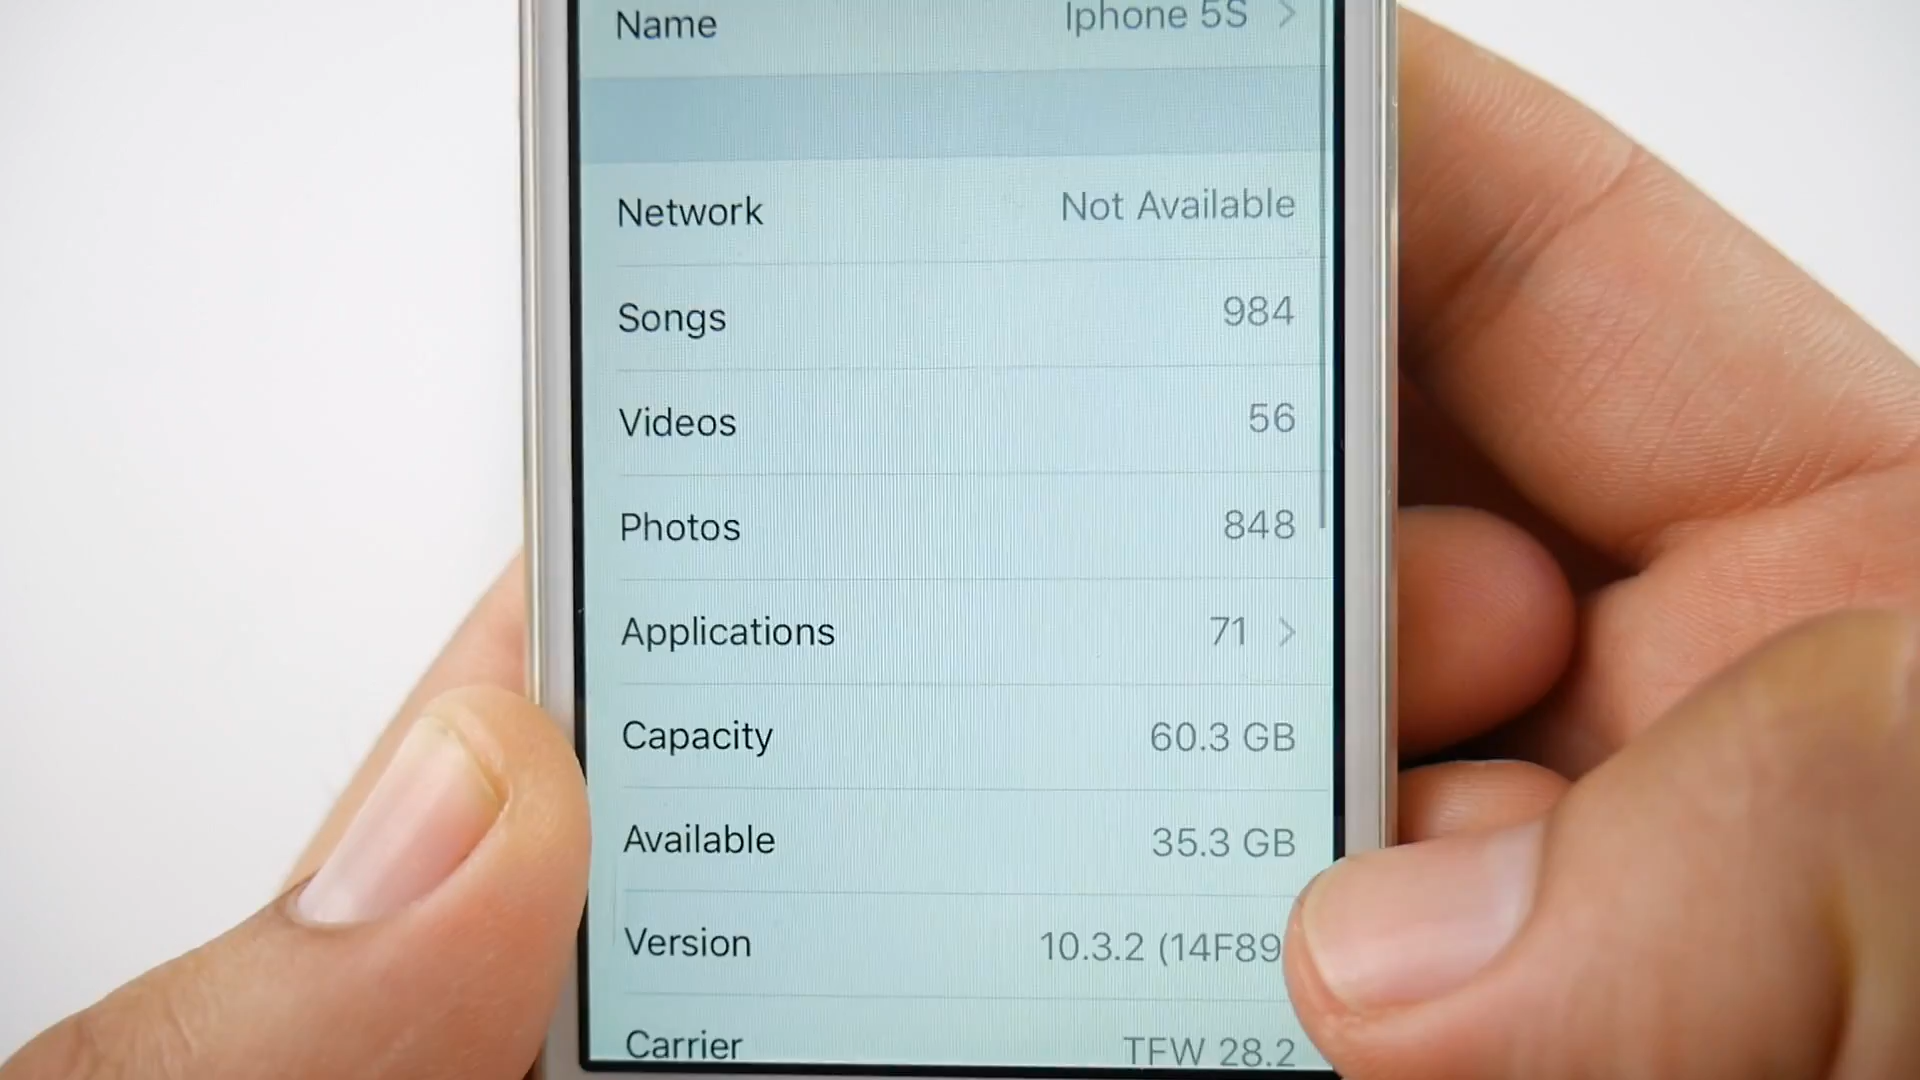 Name Iphone 5S
Network Not Available
Songs 984
Videos 56
Photos 848
Applications 71
Capacity 60.3 GB
Available 35.3 GB
Version 10.3.2 (14F89
Carrier TFW 28.2